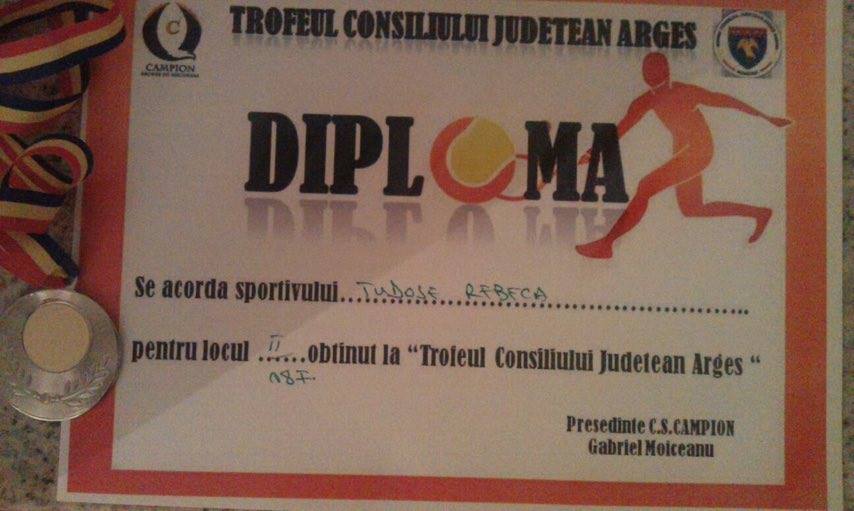 TROFEUL CONSILIULUI JUDETEAN ARGES
C
CAMPION
DIPLOMA
Se acorda sportivului...TUDOSE REBECA...
pentru locul ..II....obtinut la "Trofeul Consiliului Judetean Arges "
Presedinte C.S.CAMPION
Gabriel Moiceanu